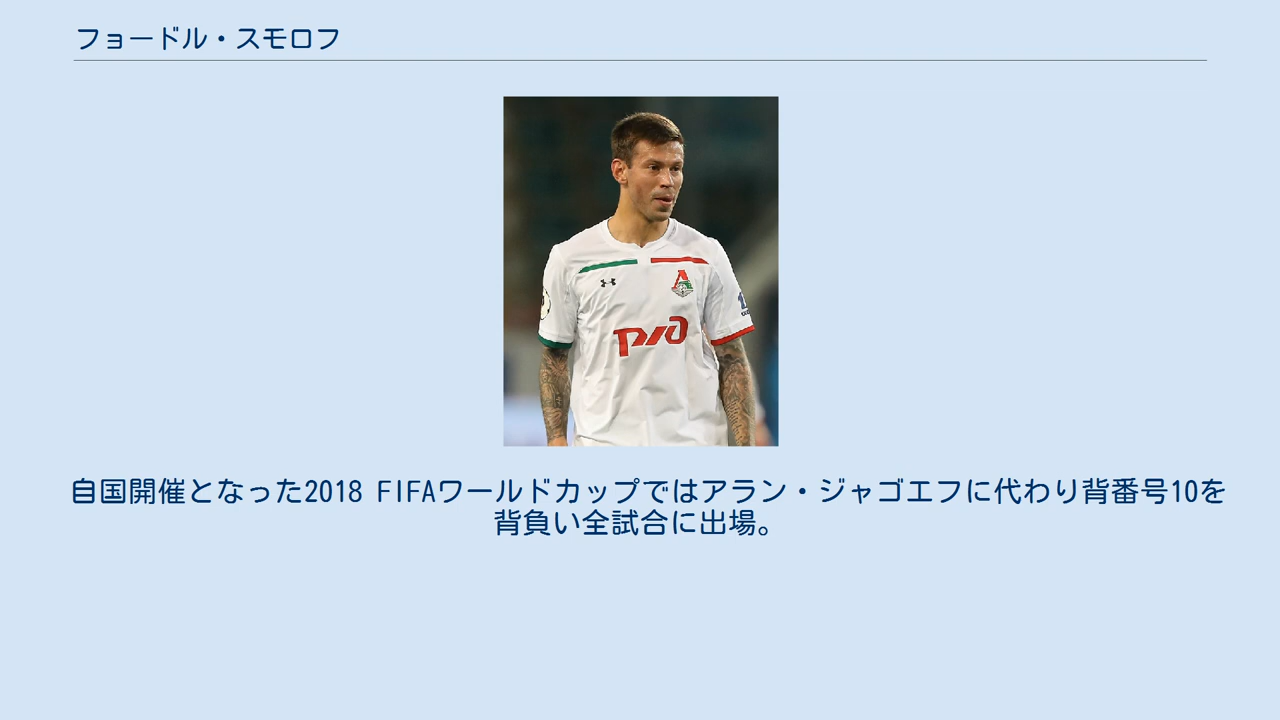 フョードル・スモロフ
РЖД
自国開催となった2018 FIFAワールドカップではアラン・ジャゴエフに代わり背番号10を
背負い全試合に出場。